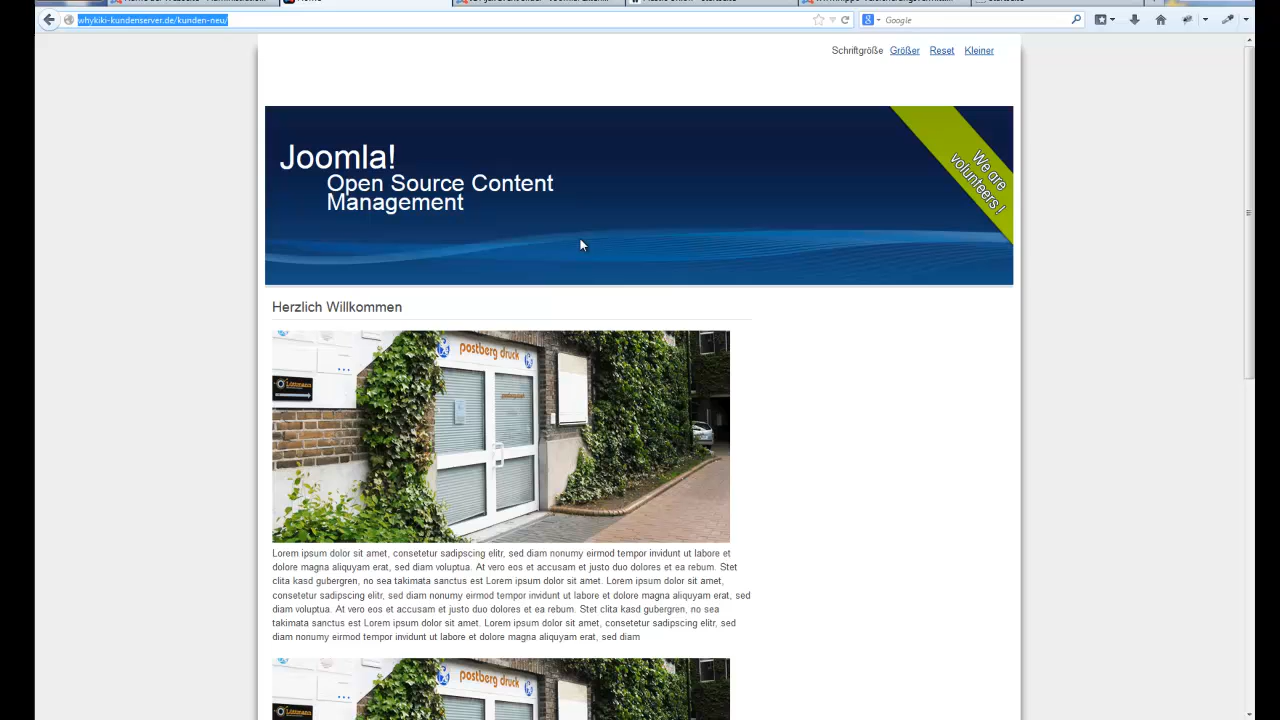 whykiki-kundenserver.de/kunden-neu/
Google
Schriftgröße Größer Reset Kleiner
Joomla!
Open Source Content
Management
We are
volunteers!
Herzlich Willkommen
postberg druck
Lorem ipsum dolor sit amet, consetetur sadipscing elitr, sed diam nonumy eirmod tempor invidunt ut labore et
dolore magna aliquyam erat, sed diam voluptua. At vero eos et accusam et justo duo dolores et ea rebum. Stet
clita kasd gubergren, no sea takimata sanctus est Lorem ipsum dolor sit amet. Lorem ipsum dolor sit amet,
consetetur sadipscing elitr, sed diam nonumy eirmod tempor invidunt ut labore et dolore magna aliquyam erat, sed
diam voluptua. At vero eos et accusam et justo duo dolores et ea rebum. Stet clita kasd gubergren, no sea
takimata sanctus est Lorem ipsum dolor sit amet. Lorem ipsum dolor sit amet, consetetur sadipscing elitr, sed
diam nonumy eirmod tempor invidunt ut labore et dolore magna aliquyam erat, sed diam
postberg druck